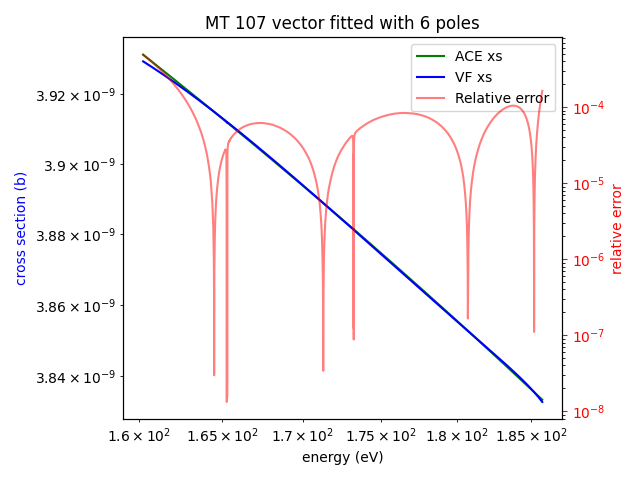 MT 107 vector fitted with 6 poles
ACE xs
VF xs
Relative error
3.92 × 10⁻⁹
3.9 × 10⁻⁹
3.88 × 10⁻⁹
3.86 × 10⁻⁹
3.84 × 10⁻⁹
cross section (b)
10⁻⁴
10⁻⁵
10⁻⁶
10⁻⁷
10⁻⁸
relative error
1.6 × 10² 1.65 × 10² 1.7 × 10² 1.75 × 10² 1.8 × 10² 1.85 × 10²
energy (eV)